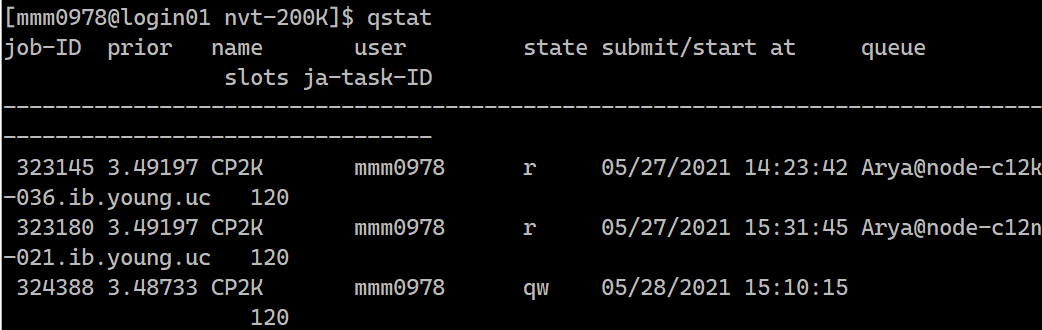 [mmm0978@login01 nvt-200K]$ qstat
job-ID  prior   name       user         state submit/start at     queue
                 slots ja-task-ID
--------------------------------------------------------------------------------
---------------------------------
 323145 3.49197 CP2K       mmm0978      r     05/27/2021 14:23:42 Arya@node-c12k
-036.ib.young.uc   120
 323180 3.49197 CP2K       mmm0978      r     05/27/2021 15:31:45 Arya@node-c12n
-021.ib.young.uc   120
 324388 3.48733 CP2K       mmm0978      qw    05/28/2021 15:10:15
                   120